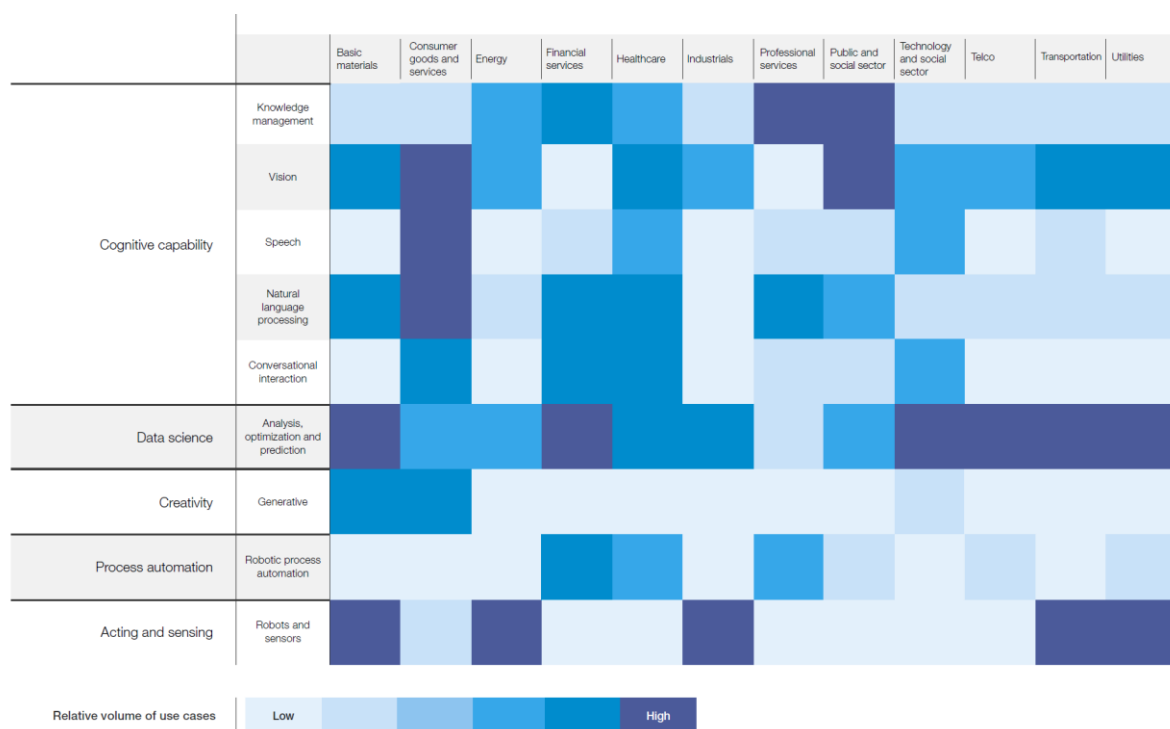 Basic
materials
Consumer
goods and
services
Energy
Financial
services
Healthcare
Industrials
Professional
services
Public and
social sector
Technology
and social
sector
Telco
Transportation
Utilities
Cognitive capability
Knowledge
management
Vision
Speech
Natural
language
processing
Conversational
interaction
Data science
Analysis,
optimization and
prediction
Creativity
Generative
Process automation
Robotic process
automation
Acting and sensing
Robots and
sensors
Relative volume of use cases
Low
High